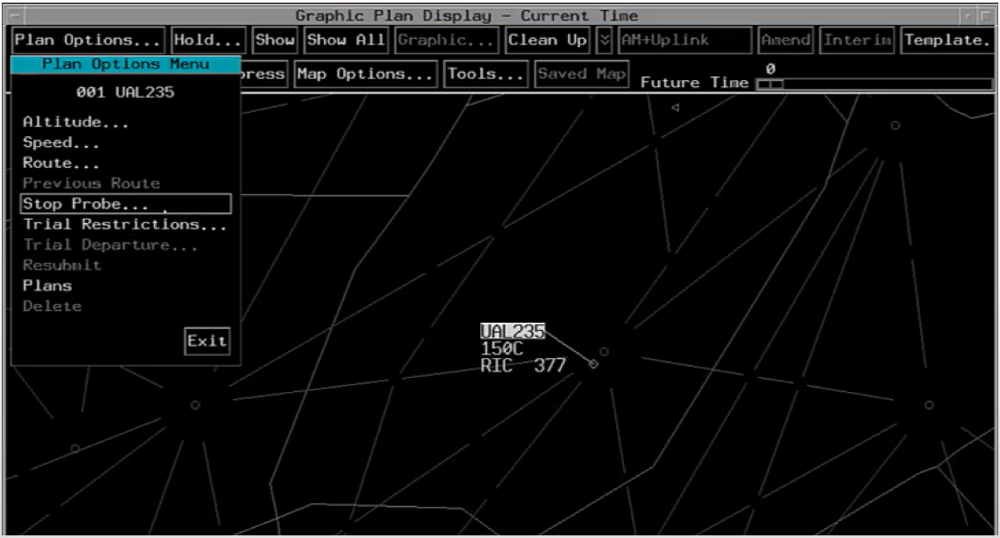 Graphic Plan Display - Current Time
Plan Options... Hold... Show Show All Graphic... Clean Up AM+Uplink Amend Interim Template.
ress Map Options... Tools... Saved Map Future Time 0
Plan Options Menu
001 UAL235
Altitude...
Speed...
Route...
Previous Route
Stop Probe...
Trial Restrictions...
Trial Departure...
Resubmit
Plans
Delete
Exit
UAL235
150C
RIC 377